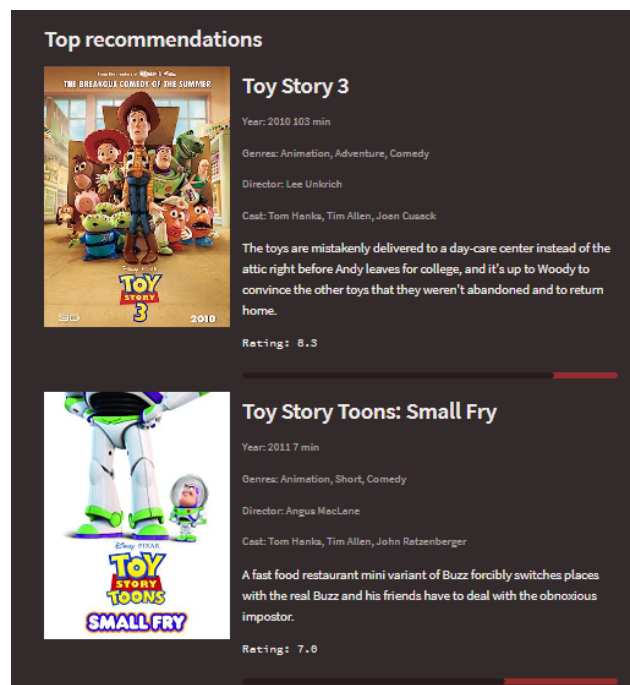 Top recommendations
THE BREAKOUT COMEDY OF THE SUMMER
DISNEY PIXAR
TOY
STORY
3
3D
2010
Toy Story 3
Year: 2010 103 min
Genres: Animation, Adventure, Comedy
Director: Lee Unkrich
Cast: Tom Hanks, Tim Allen, Joan Cusack
The toys are mistakenly delivered to a day-care center instead of the
attic right before Andy leaves for college, and it's up to Woody to
convince the other toys that they weren't abandoned and to return
home.
Rating: 8.3
Disney PIXAR
TOY
STORY
TOONS
SMALL FRY
Toy Story Toons: Small Fry
Year: 2011 7 min
Genres: Animation, Short, Comedy
Director: Angus MacLane
Cast: Tom Hanks, Tim Allen, John Ratzenberger
A fast food restaurant mini variant of Buzz forcibly switches places
with the real Buzz and his friends have to deal with the obnoxious
impostor.
Rating: 7.0